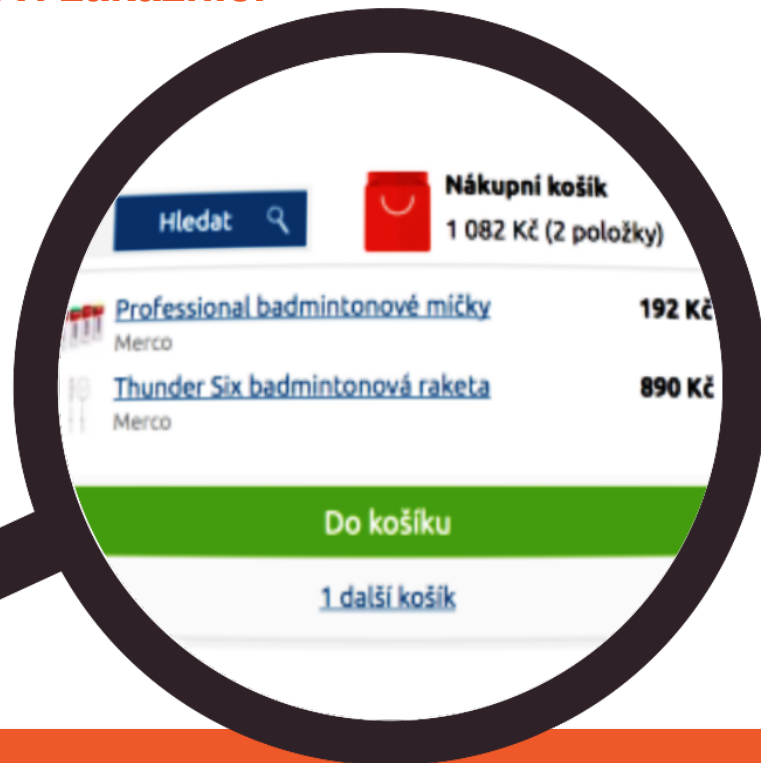 Nákupní košík
Hledat
1 082 Kč (2 položky)
Professional badmintonové míčky 192 Kč
Merco
Thunder Six badmintonová raketa 890 Kč
Merco
Do košíku
1 další košík